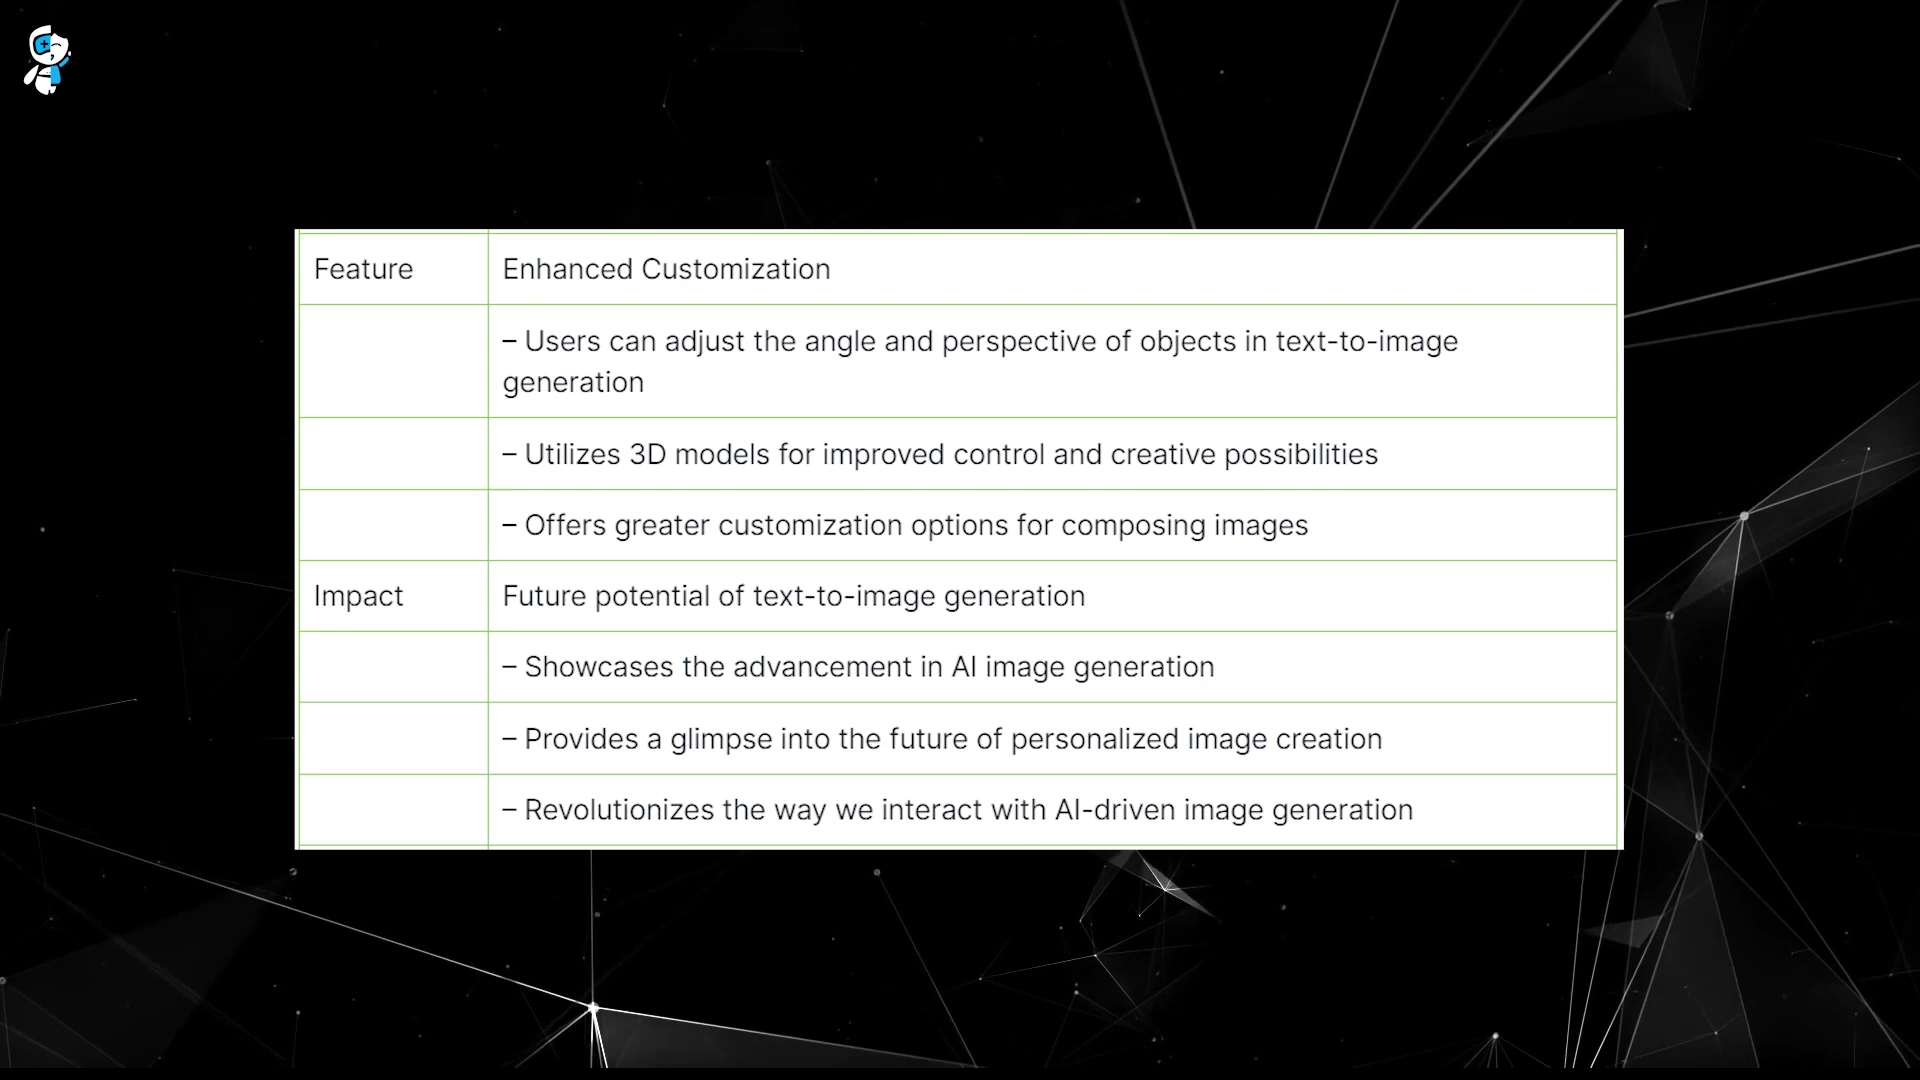 Feature
Enhanced Customization
– Users can adjust the angle and perspective of objects in text-to-image
generation
– Utilizes 3D models for improved control and creative possibilities
– Offers greater customization options for composing images
Impact
Future potential of text-to-image generation
– Showcases the advancement in AI image generation
– Provides a glimpse into the future of personalized image creation
– Revolutionizes the way we interact with AI-driven image generation